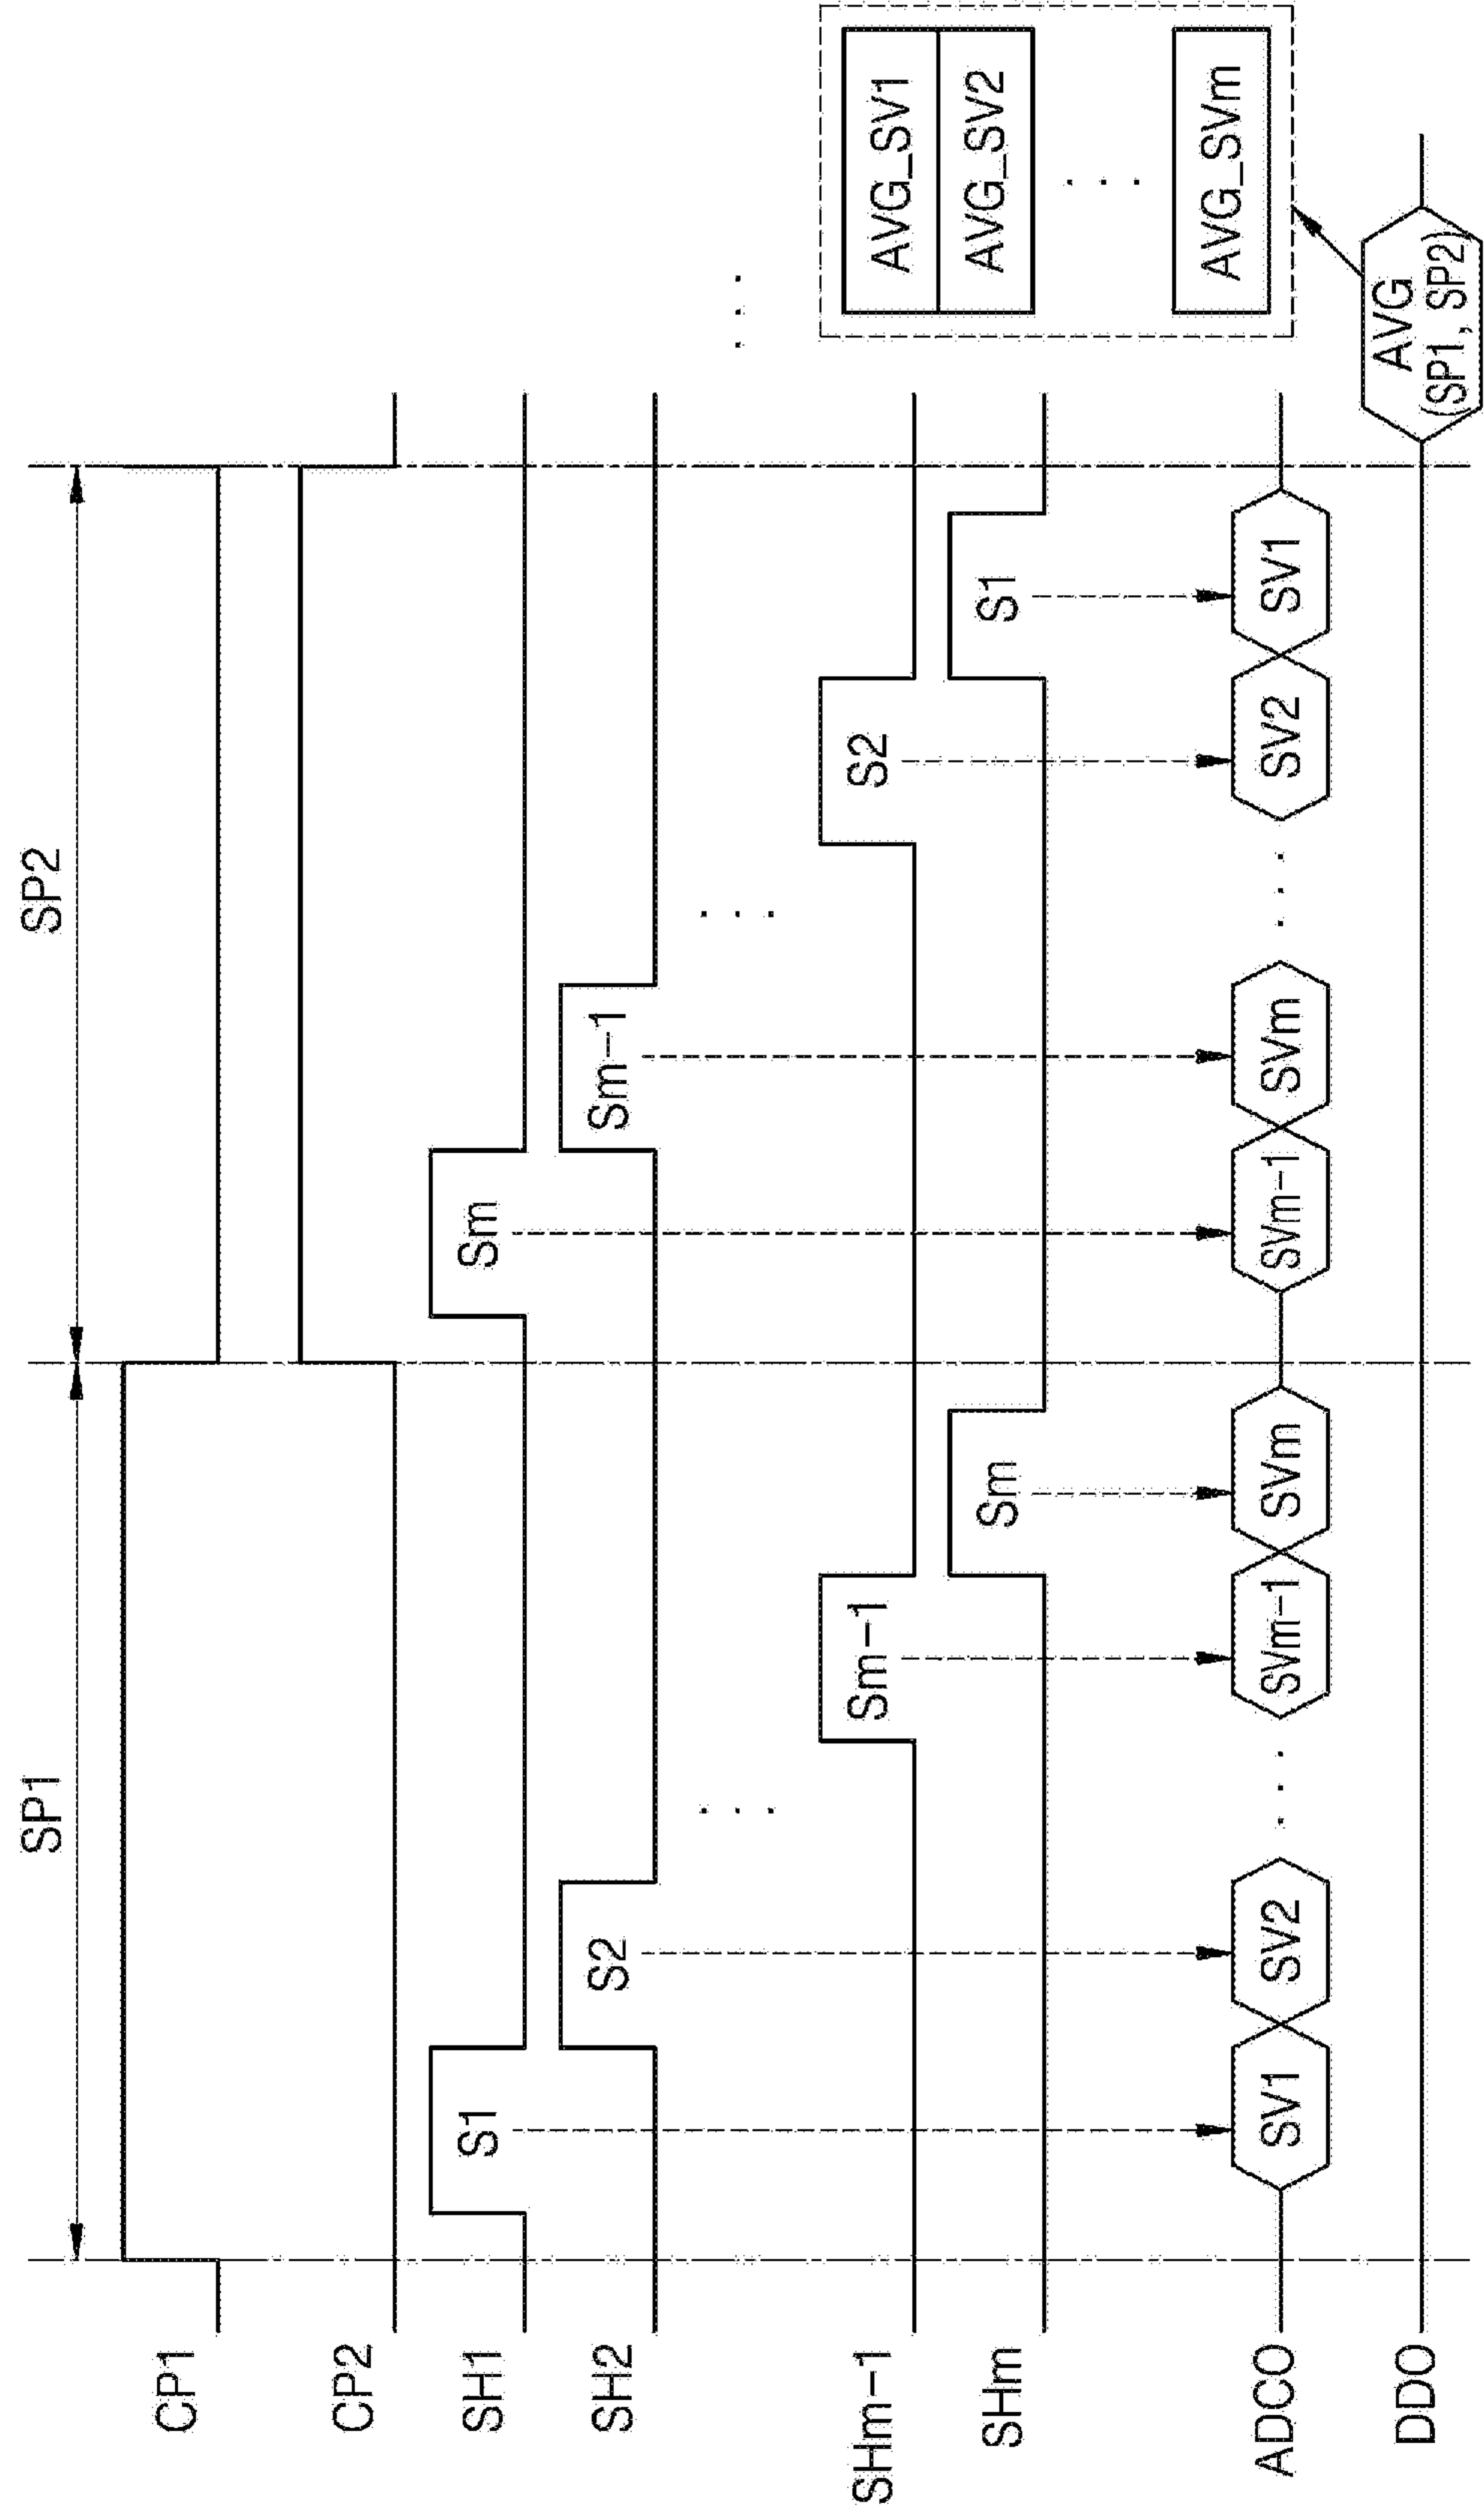 SP1 SP2
CP1
CP2
SH1 S1 Sm
SH2 S2 Sm-1
SHm-1 Sm-1 S2
SHm Sm S1
ADCO SV1 SV2 . . . SVm-1 SVm SVm-1 SVm . . . SV2 SV1
DDO AVG
(SP1, SP2)
AVG_SV1
AVG_SV2
. . .
AVG_SVm